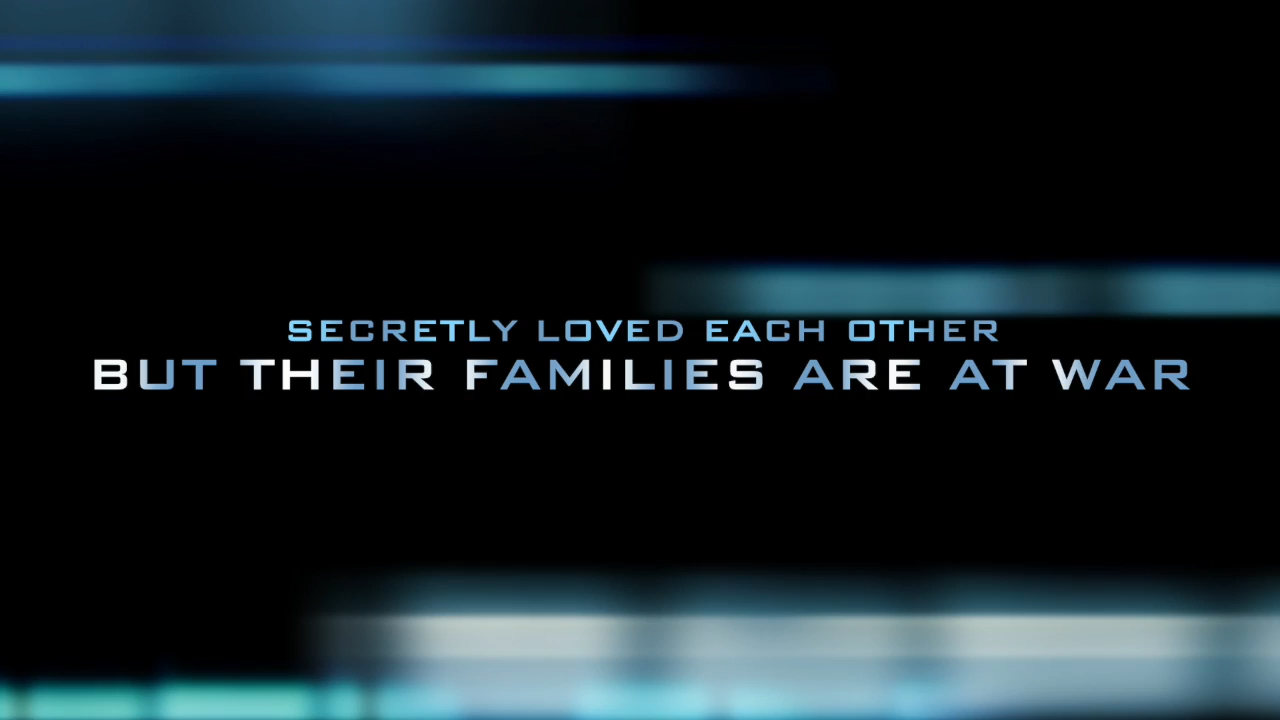 SECRETLY LOVED EACH OTHER
BUT THEIR FAMILIES ARE AT WAR